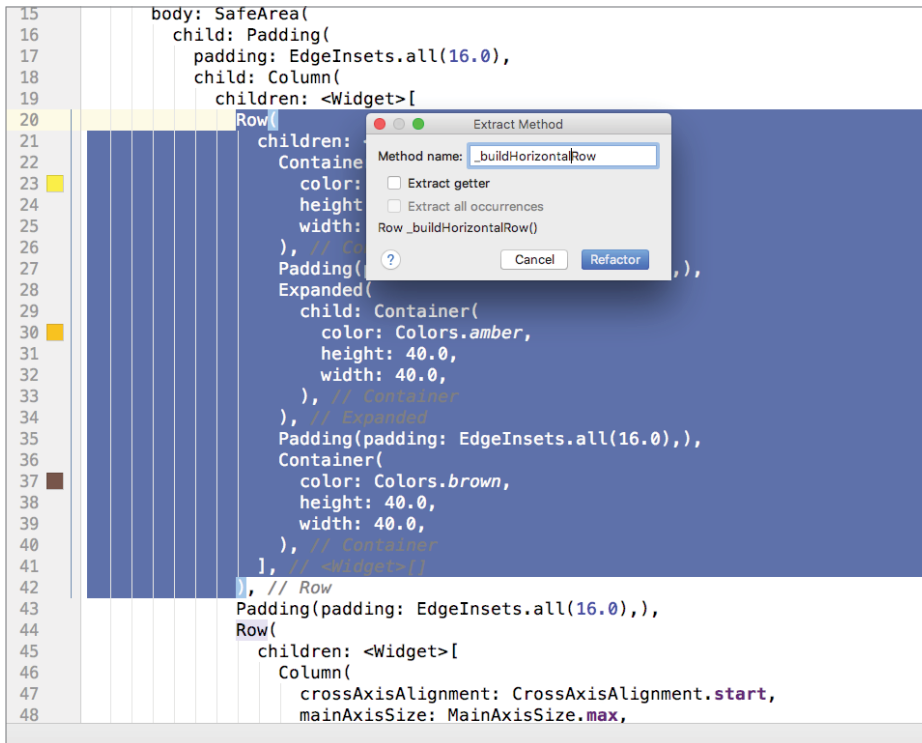 15 body: SafeArea(
16 child: Padding(
17 padding: EdgeInsets.all(16.0),
18 child: Column(
19 children: <Widget>[
20 Row(
21 children:
22 Containe
23 color:
24 height
25 width:
26 ), // Co
27 Padding( ,),
28 Expanded(
29 child: Container(
30 color: Colors.amber,
31 height: 40.0,
32 width: 40.0,
33 ), // Container
34 ), // Expanded
35 Padding(padding: EdgeInsets.all(16.0),),
36 Container(
37 color: Colors.brown,
38 height: 40.0,
39 width: 40.0,
40 ), // Container
41 ], // <Widget>[]
42 ), // Row
43 Padding(padding: EdgeInsets.all(16.0),),
44 Row(
45 children: <Widget>[
46 Column(
47 crossAxisAlignment: CrossAxisAlignment.start,
48 mainAxisSize: MainAxisSize.max,
Extract Method
Method name: _buildHorizontalRow
Extract getter
Extract all occurrences
Row _buildHorizontalRow()
? Cancel Refactor